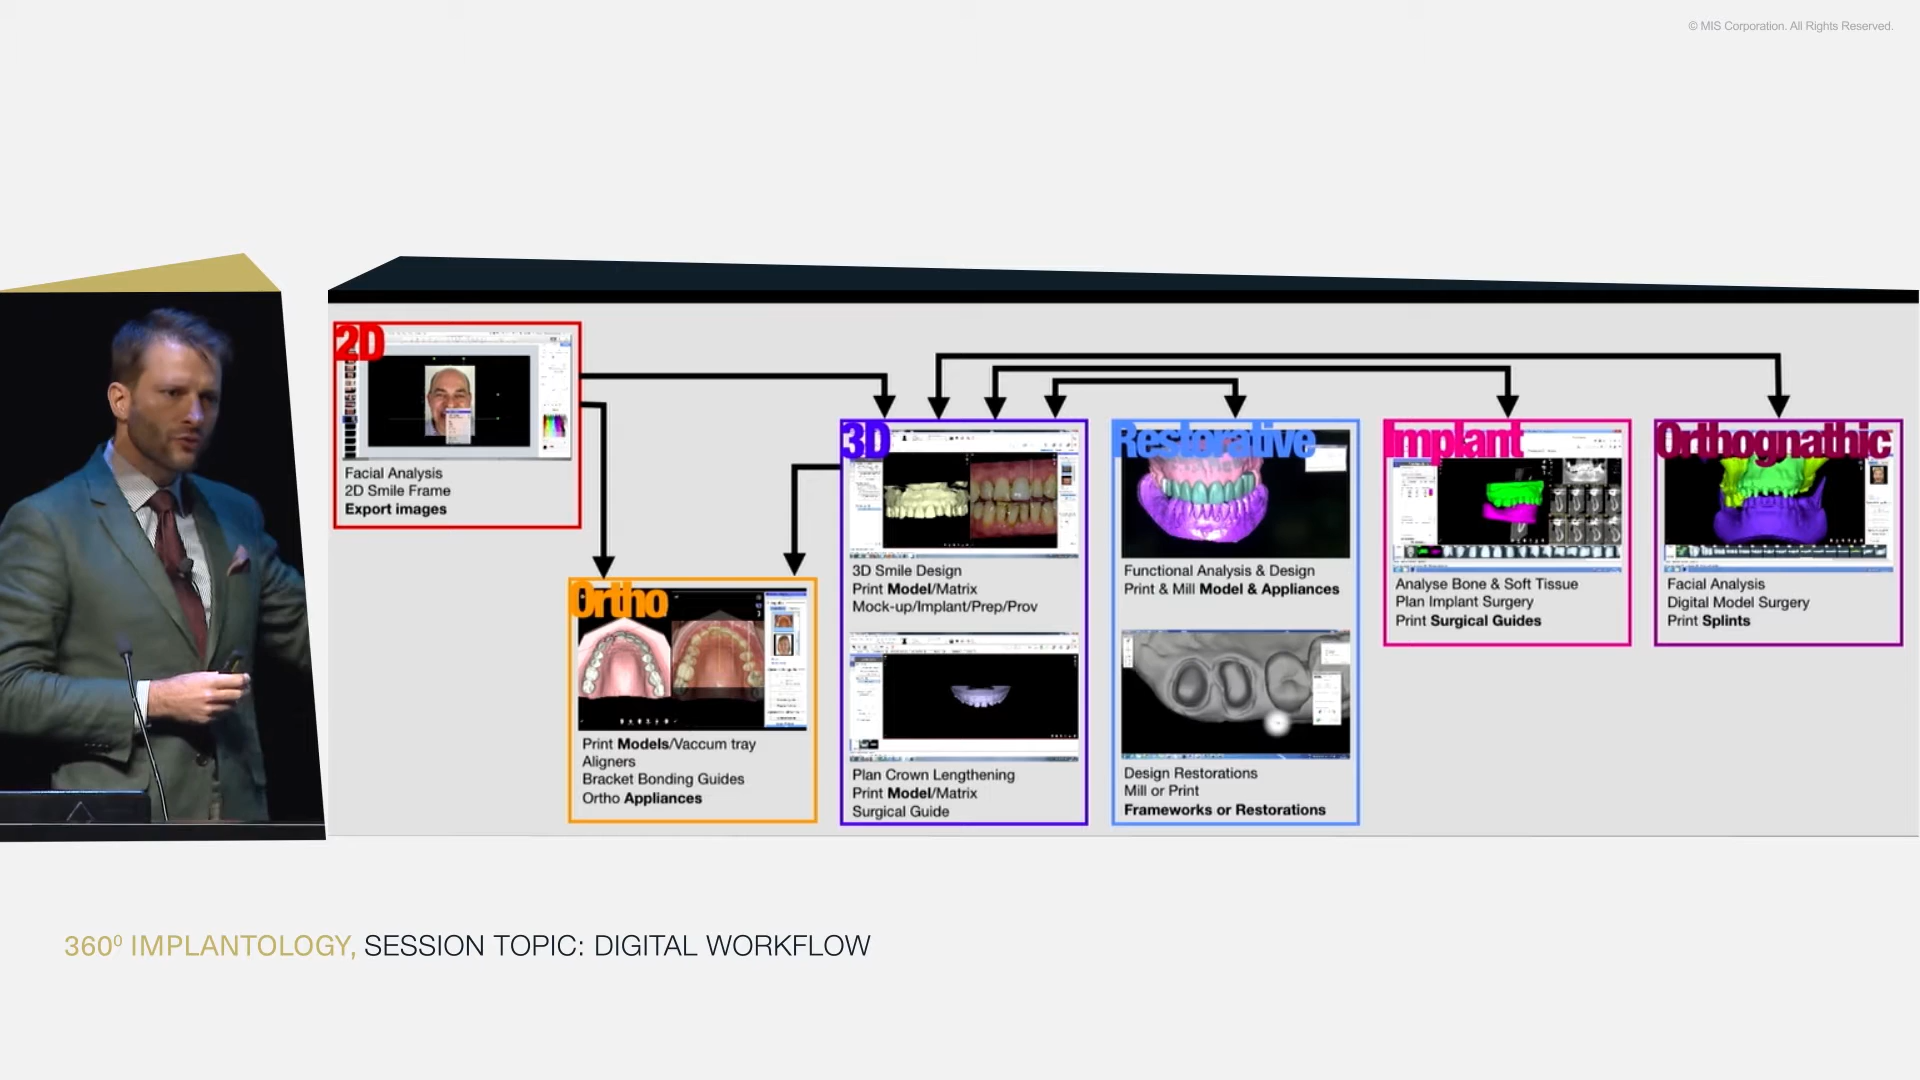 © MIS Corporation. All Rights Reserved.
2D
Facial Analysis
2D Smile Frame
Export images
Ortho
Print Models/Vaccum tray
Aligners
Bracket Bonding Guides
Ortho Appliances
3D
3D Smile Design
Print Model/Matrix
Mock-up/Implant/Prep/Prov
Plan Crown Lengthening
Print Model/Matrix
Surgical Guide
Restorative
Functional Analysis & Design
Print & Mill Model & Appliances
Design Restorations
Mill or Print
Frameworks or Restorations
Implant
Analyse Bone & Soft Tissue
Plan Implant Surgery
Print Surgical Guides
Orthognathic
Facial Analysis
Digital Model Surgery
Print Splints
360⁰ IMPLANTOLOGY, SESSION TOPIC: DIGITAL WORKFLOW